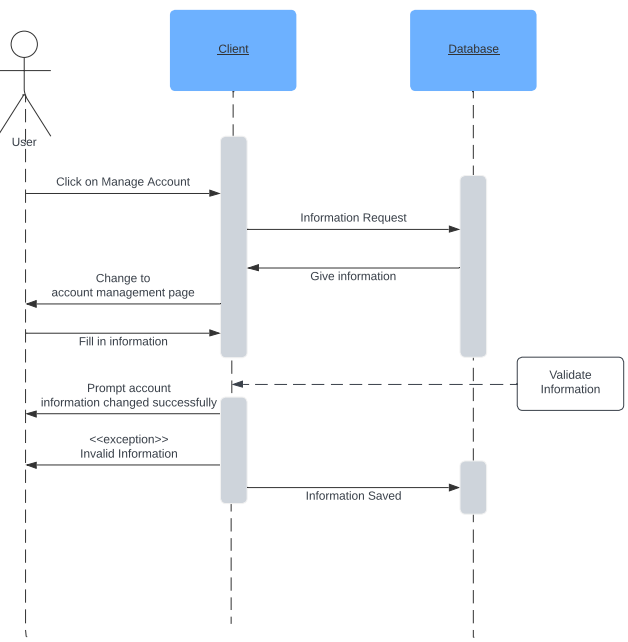 Client
Database
User
Click on Manage Account
Information Request
Give information
Change to
account management page
Fill in information
Validate
Information
Prompt account
information changed successfully
<<exception>>
Invalid Information
Information Saved